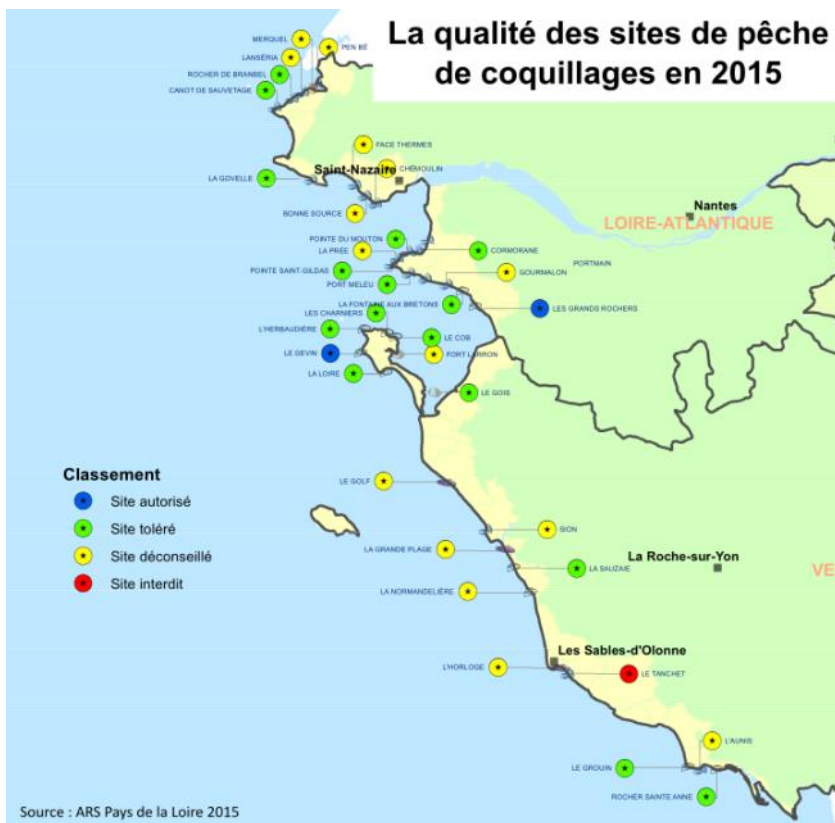 La qualité des sites de pêche
de coquillages en 2015
MERQUEL
PEN BÉ
LANSÉRIA
ROCHER DE BRANBEL
CANOT DE SAUVETAGE
FACE THERMES
Saint-Nazaire
CHÉMOULIN
LA GOVELLE
Nantes
BONNE SOURCE
LOIRE-ATLANTIQUE
POINTE DU MOUTON
LA PRÉE
CORMORANE
PORTMAIN
POINTE SAINT-GILDAS
GOURMALON
PORT MELEU
LA FONTAINE AUX BRETONS
LES GRANDS ROCHERS
LES CHARNIERS
L'HERBAUDIÈRE
LE COB
LE DEVIN
FORT LARRON
LA LOIRE
LE GOIS
Classement
Site autorisé
Site toléré
Site déconseillé
Site interdit
LE GOLF
SION
LA GRANDE PLAGE
LA SAUZAIE
La Roche-sur-Yon
VE
LA NORMANDELIÈRE
Les Sables-d'Olonne
L'HORLOGE
LE TANCHET
L'AUNIS
LE GROUIN
ROCHER SAINTE ANNE
Source : ARS Pays de la Loire 2015